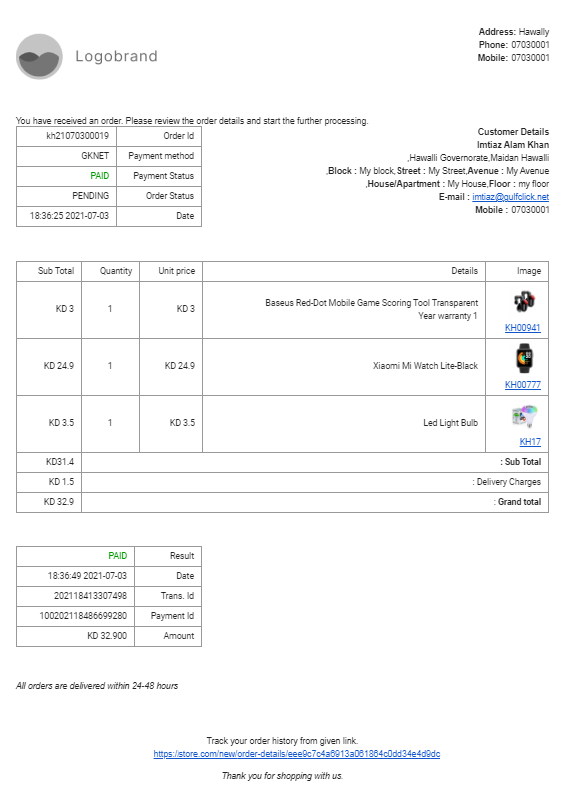 Logobrand
Address: Hawally
Phone: 07030001
Mobile: 07030001
You have received an order. Please review the order details and start the further processing.
kh21070300019 Order Id
GKNET Payment method
PAID Payment Status
PENDING Order Status
18:36:25 2021-07-03 Date
Customer Details
Imtiaz Alam Khan
,Hawalli Governorate,Maidan Hawalli
,Block : My block,Street : My Street,Avenue : My Avenue
,House/Apartment : My House,Floor : my floor
E-mail : imtiaz@gulfclick.net
Mobile : 07030001
Sub Total Quantity Unit price Details Image
KD 3 1 KD 3 Baseus Red-Dot Mobile Game Scoring Tool Transparent
Year warranty 1
KH00941
KD 24.9 1 KD 24.9 Xiaomi Mi Watch Lite-Black
KH00777
KD 3.5 1 KD 3.5 Led Light Bulb
KH17
KD31.4 : Sub Total
KD 1.5 : Delivery Charges
KD 32.9 : Grand total
PAID Result
18:36:49 2021-07-03 Date
202118413307498 Trans. Id
100202118486699280 Payment Id
KD 32.900 Amount
All orders are delivered within 24-48 hours
Track your order history from given link.
https://store.com/new/order-details/eee9c7c4a6913a061864c0dd34e4d9dc
Thank you for shopping with us.